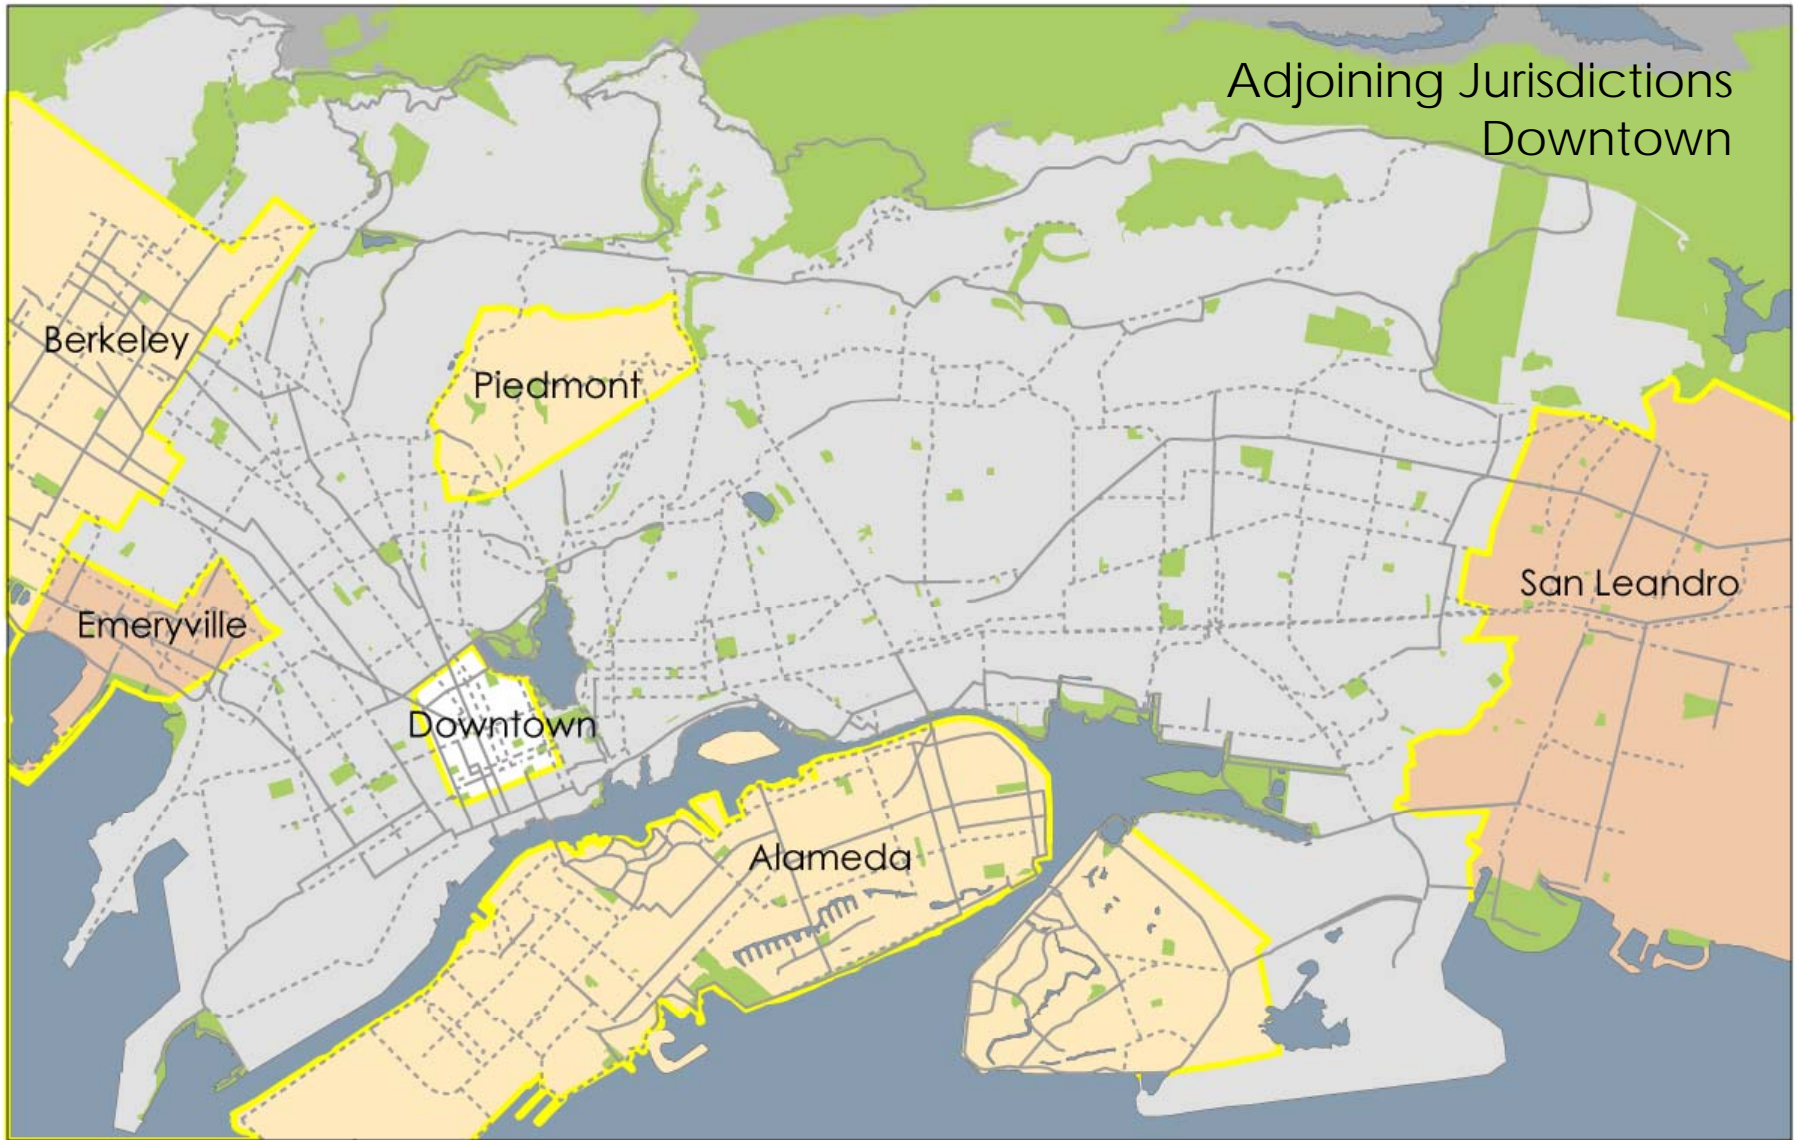 Adjoining Jurisdictions
Downtown
Berkeley
Piedmont
San Leandro
Emeryville
Downtown
Alameda